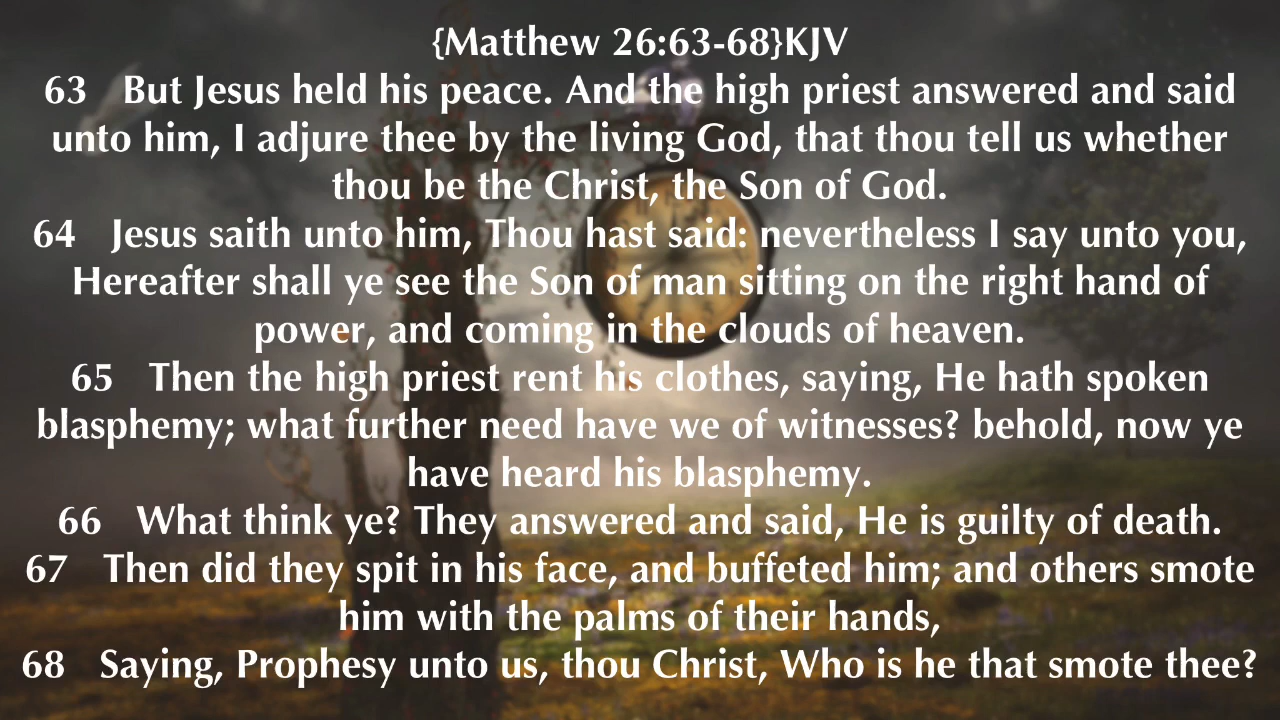 {Matthew 26:63-68}KJV
63 But Jesus held his peace. And the high priest answered and said
unto him, I adjure thee by the living God, that thou tell us whether
thou be the Christ, the Son of God.
64 Jesus saith unto him, Thou hast said: nevertheless I say unto you,
Hereafter shall ye see the Son of man sitting on the right hand of
power, and coming in the clouds of heaven.
65 Then the high priest rent his clothes, saying, He hath spoken
blasphemy; what further need have we of witnesses? behold, now ye
have heard his blasphemy.
66 What think ye? They answered and said, He is guilty of death.
67 Then did they spit in his face, and buffeted him; and others smote
him with the palms of their hands,
68 Saying, Prophesy unto us, thou Christ, Who is he that smote thee?